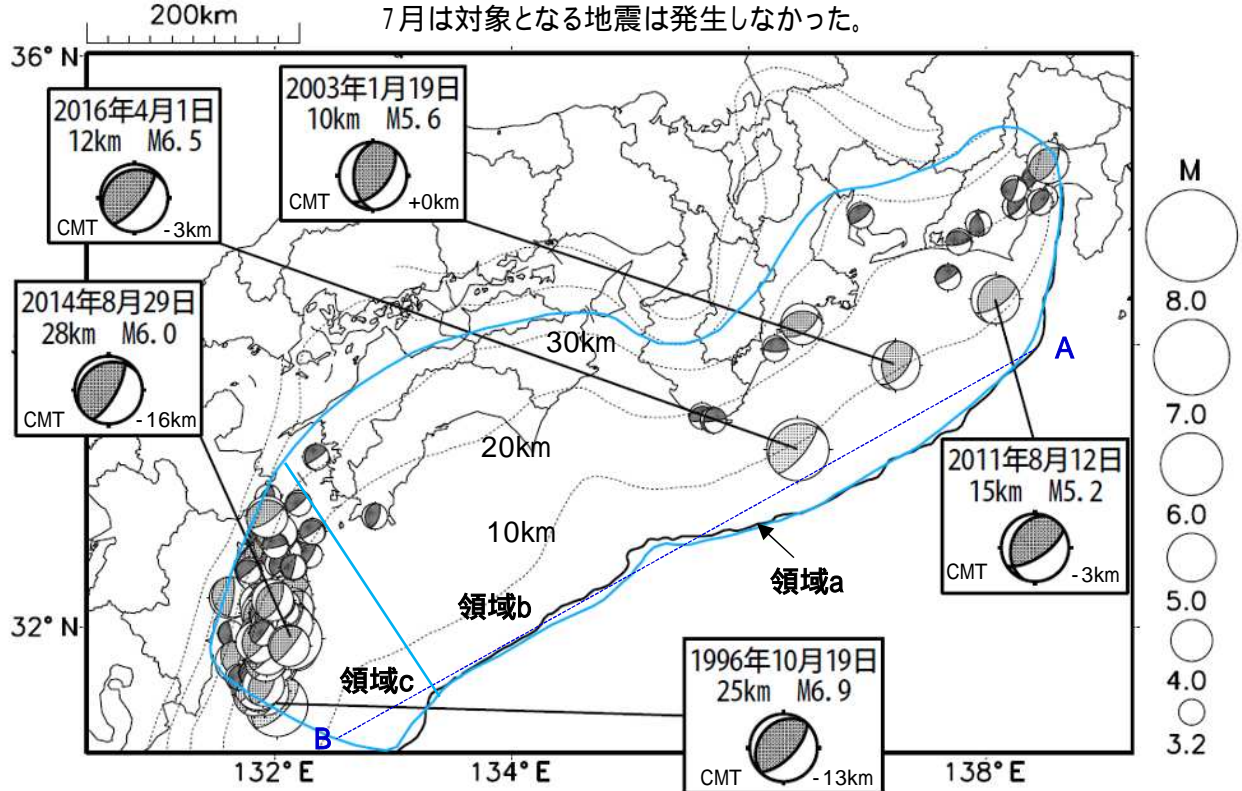 200km
7月は対象となる地震は発生しなかった。
36°N
2016年4月1日
12km M6.5
CMT
-3km
2003年1月19日
10km M5.6
CMT
+0km
M
8.0
7.0
6.0
5.0
4.0
3.2
2014年8月29日
28km M6.0
CMT
-16km
30km
20km
10km
A
2011年8月12日
15km M5.2
CMT
-3km
領域a
領域b
領域c
32°N
B
1996年10月19日
25km M6.9
CMT
-13km
132°E
134°E
138°E